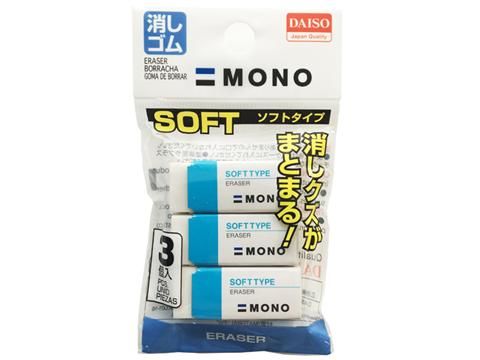 消し
ゴム
ERASER
BORRACHA
GOMA DE BORRAR
DAISO
Japan Quality
MONO
SOFT
ソフトタイプ
消しクズが
まとまる!
SOFT TYPE
ERASER
MONO
SOFT TYPE
ERASER
MONO
SOFT TYPE
ERASER
MONO
3
個入
PCS
UNID
PIEZAS
ERASER